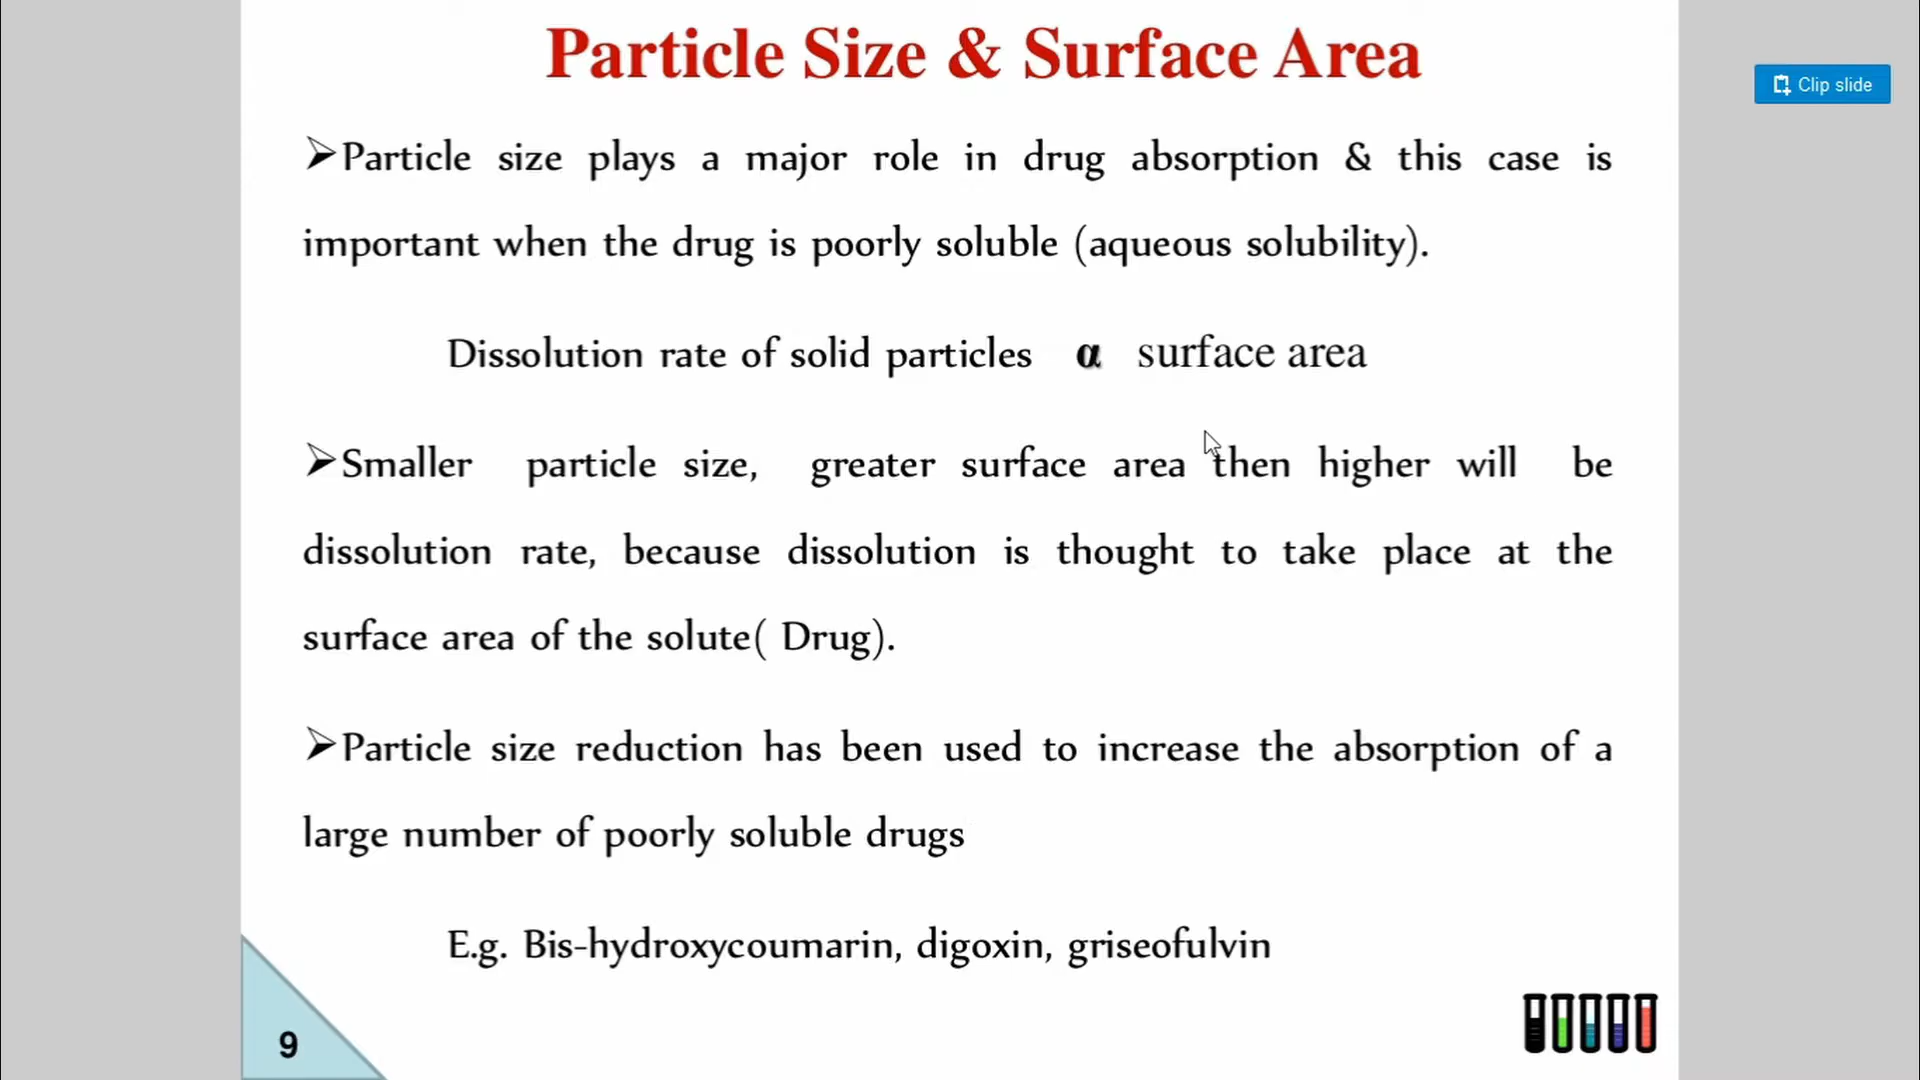 Particle Size & Surface Area
Clip slide
➢Particle size plays a major role in drug absorption & this case is
important when the drug is poorly soluble (aqueous solubility).
Dissolution rate of solid particles α surface area
➢Smaller particle size, greater surface area then higher will be
dissolution rate, because dissolution is thought to take place at the
surface area of the solute( Drug).
➢Particle size reduction has been used to increase the absorption of a
large number of poorly soluble drugs
E.g. Bis-hydroxycoumarin, digoxin, griseofulvin
9